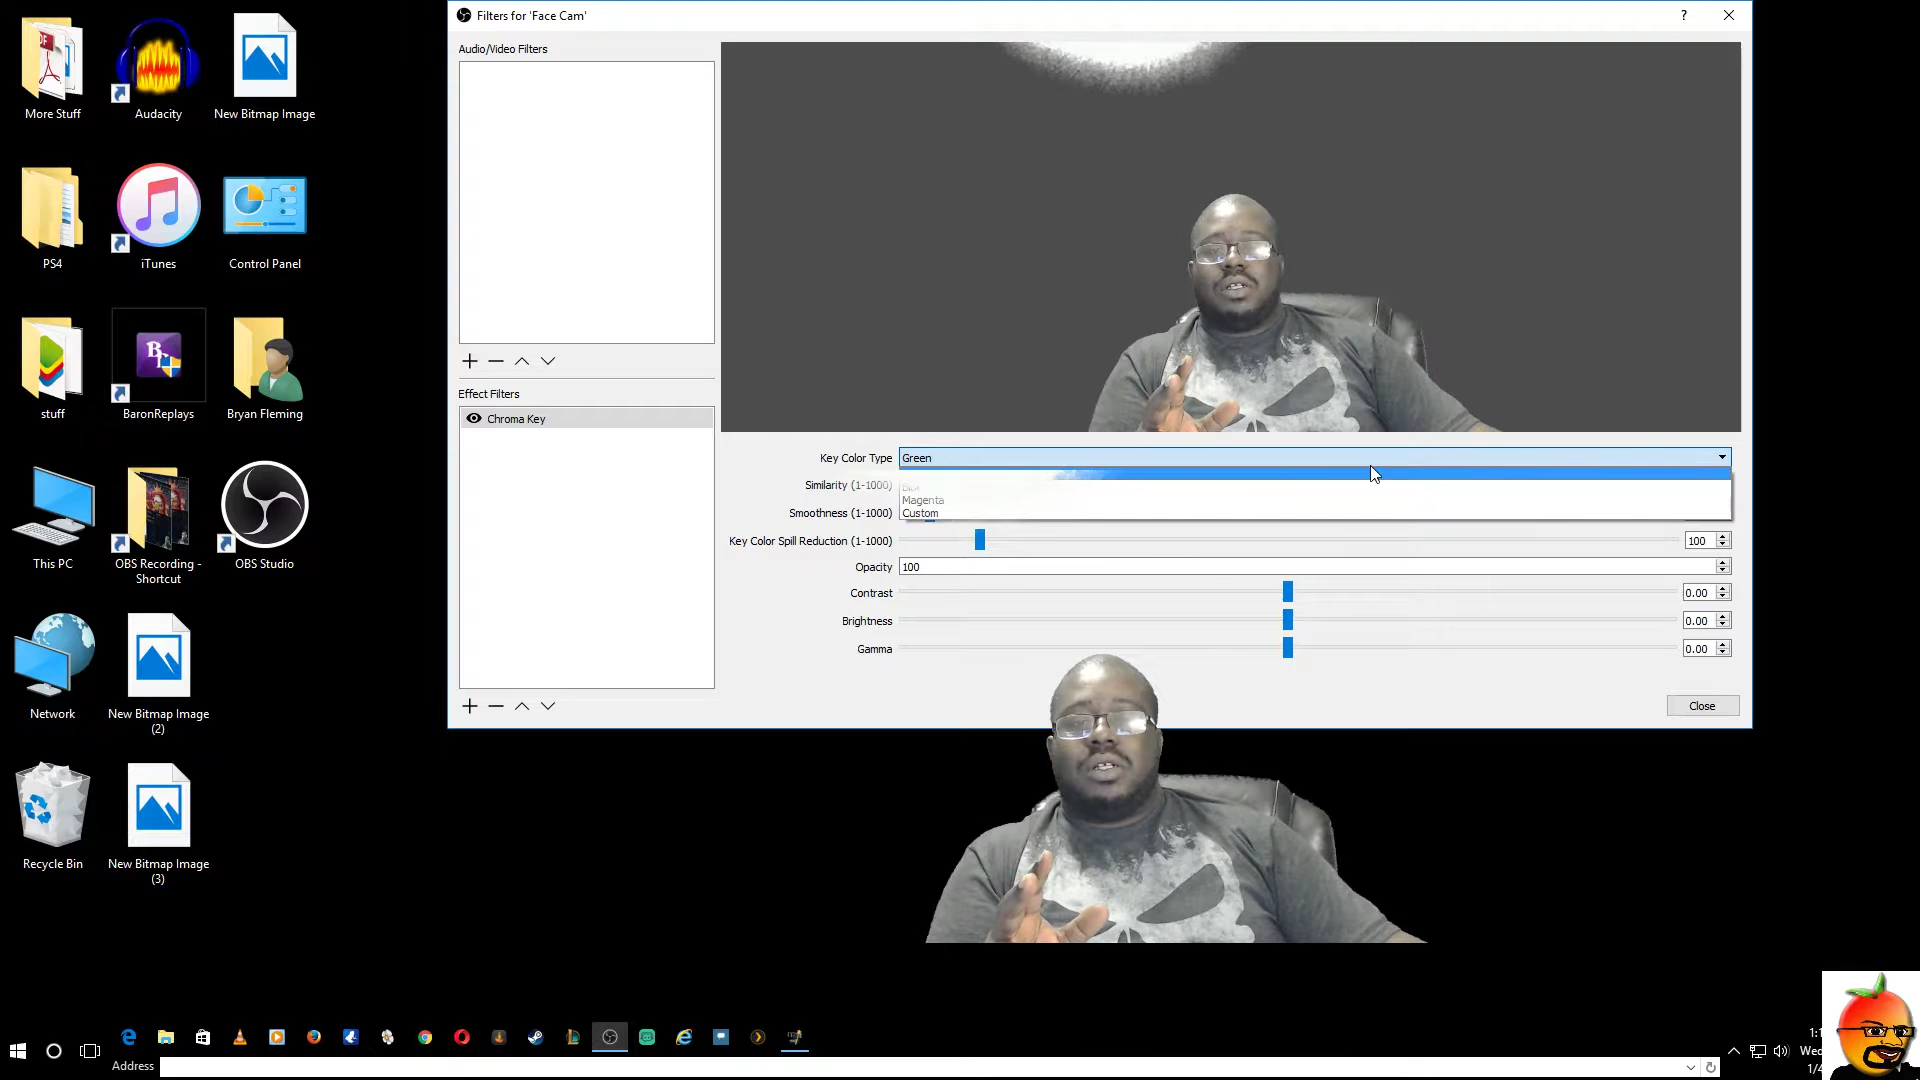 Filters for 'Face Cam'
?
Audio/Video Filters
More Stuff
Audacity
New Bitmap Image
PS4
iTunes
Control Panel
stuff
BaronReplays
Bryan Fleming
Effect Filters
Chroma Key
Key Color Type
Green
Similarity (1-1000)
Magenta
Smoothness (1-1000)
Custom
Key Color Spill Reduction (1-1000)
100
Opacity
100
Contrast
0.00
Brightness
0.00
Gamma
0.00
Close
This PC
OBS Recording -
Shortcut
OBS Studio
Network
New Bitmap Image
(2)
Recycle Bin
New Bitmap Image
(3)
Address